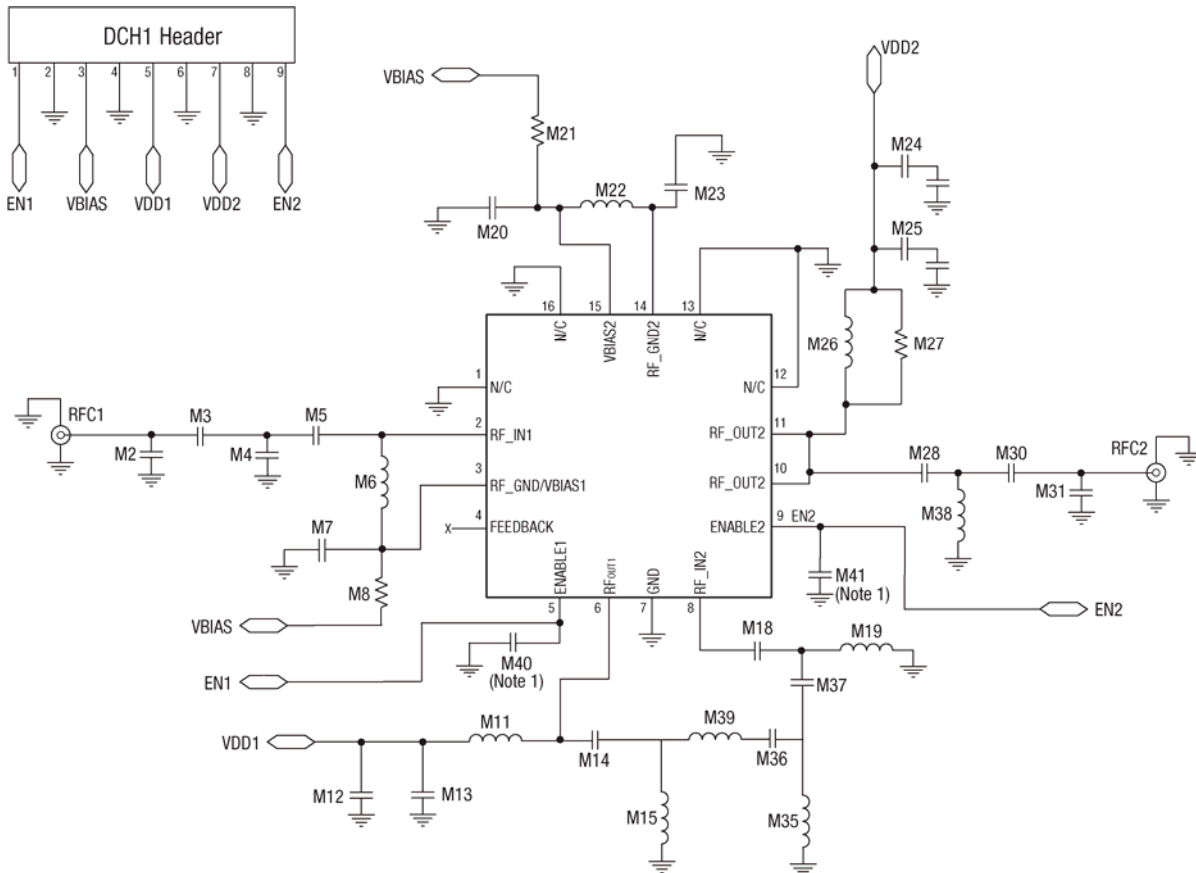 DCH1 Header
1 2 3 4 5 6 7 8 9
EN1 VBIAS VDD1 VDD2 EN2
VBIAS
VDD2
M21
M24
M22
M23
M20
M25
16 15 14 13
N/C VBIAS2 RF_GND2 N/C
M26 M27
1 N/C
12 N/C
RFC1
M3
M5
2 RF_IN1
11 RF_OUT2
M2
M4
M28
M30
RFC2
M6
3 RF_GND/VBIAS1
10 RF_OUT2
M31
M38
M7
4 FEEDBACK
X
9 ENABLE2
EN2
M8
ENABLE1 RFOUT1 GND RF_IN2
M41
(Note 1)
5 6 7 8
VBIAS
EN2
M18
M19
M40
(Note 1)
EN1
M37
M11
M39
VDD1
M14
M36
M12
M13
M15
M35